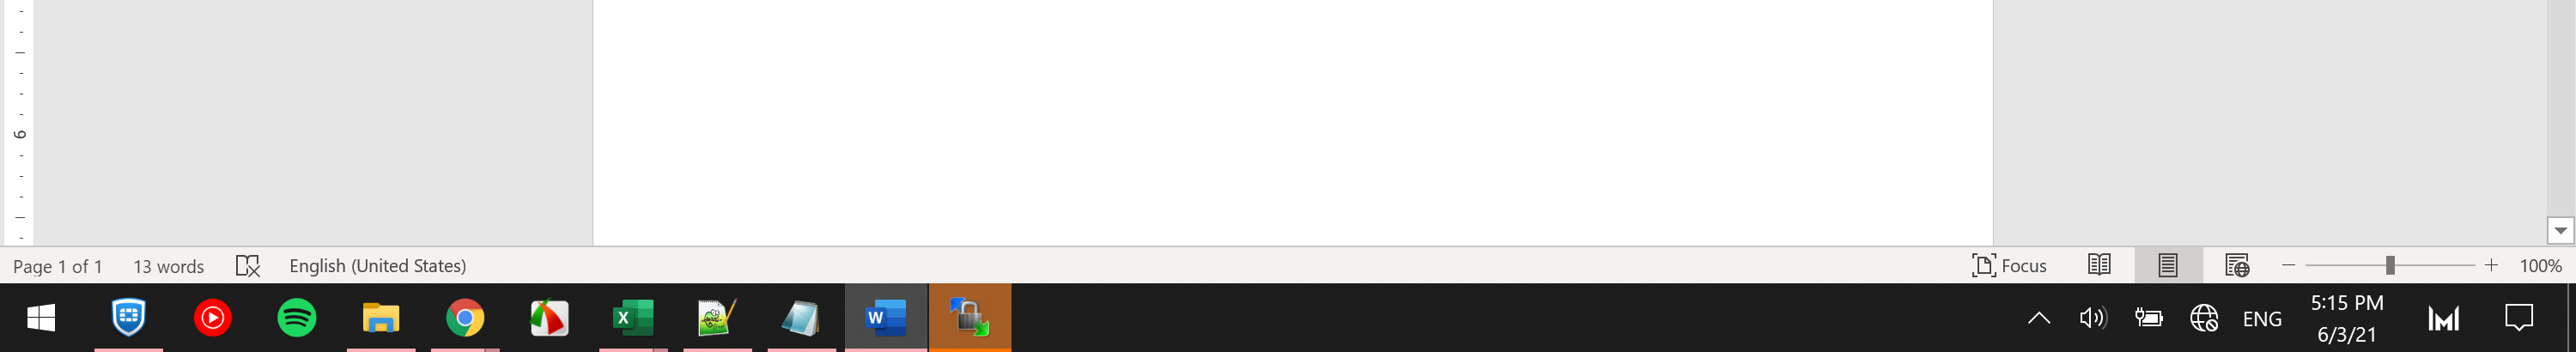 6
Page 1 of 1 13 words English (United States) Focus 100%
5:15 PM
ENG
6/3/21